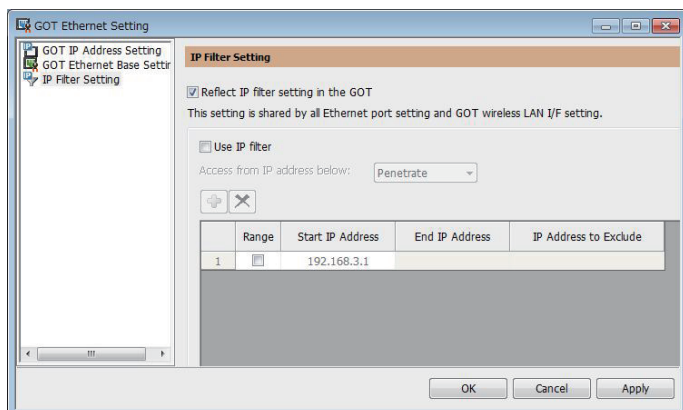 GOT Ethernet Setting
GOT IP Address Setting
GOT Ethernet Base Settir
IP Filter Setting
IP Filter Setting
Reflect IP filter setting in the GOT
This setting is shared by all Ethernet port setting and GOT wireless LAN I/F setting.
Use IP filter
Access from IP address below: Penetrate
Range Start IP Address End IP Address IP Address to Exclude
1 192.168.3.1
OK Cancel Apply